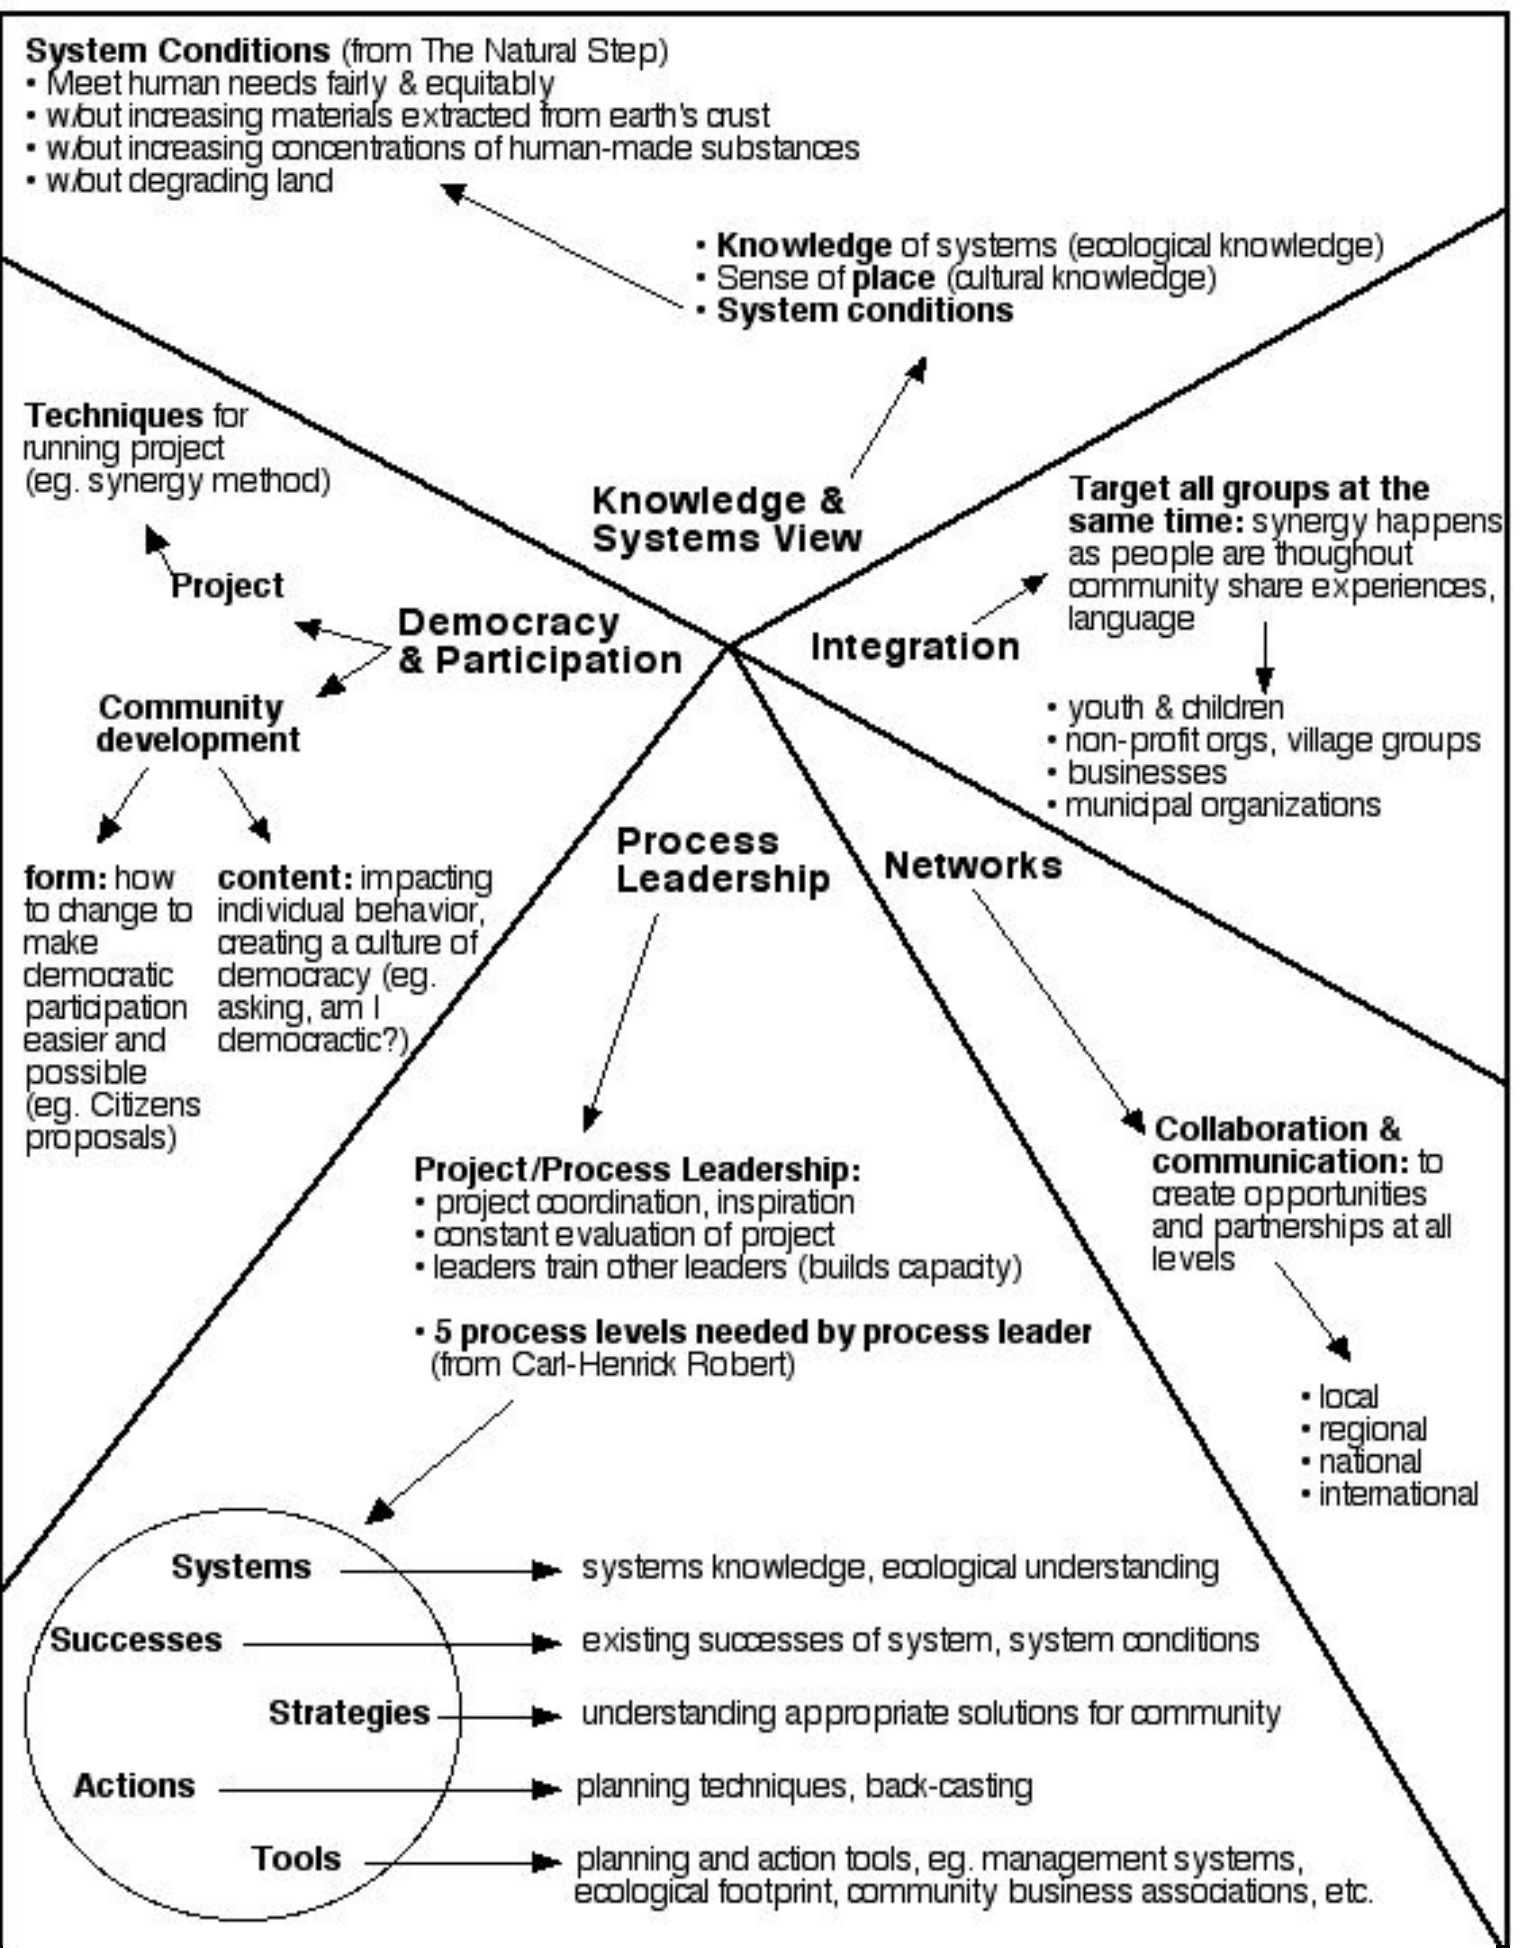 System Conditions (from The Natural Step)
• Meet human needs fairly & equitably
• w/out increasing materials extracted from earth's crust
• w/out increasing concentrations of human-made substances
• w/out degrading land
• Knowledge of systems (ecological knowledge)
• Sense of place (cultural knowledge)
• System conditions
Knowledge &
Systems View
Techniques for
running project
(eg. synergy method)
Project
Democracy
& Participation
Community
development
form: how
to change to
make
democratic
participation
easier and
possible
(eg. Citizens
proposals)
content: impacting
individual behavior,
creating a culture of
democracy (eg.
asking, am I
democractic?)
Integration
Target all groups at the
same time: synergy happens
as people are thoughout
community share experiences,
language
• youth & children
• non-profit orgs, village groups
• businesses
• municipal organizations
Process
Leadership
Networks
Collaboration &
communication: to
create opportunities
and partnerships at all
levels
• local
• regional
• national
• international
Project/Process Leadership:
• project coordination, inspiration
• constant evaluation of project
• leaders train other leaders (builds capacity)
• 5 process levels needed by process leader
(from Carl-Henrick Robert)
Systems
systems knowledge, ecological understanding
Successes
existing successes of system, system conditions
Strategies
understanding appropriate solutions for community
Actions
planning techniques, back-casting
Tools
planning and action tools, eg. management systems,
ecological footprint, community business associations, etc.